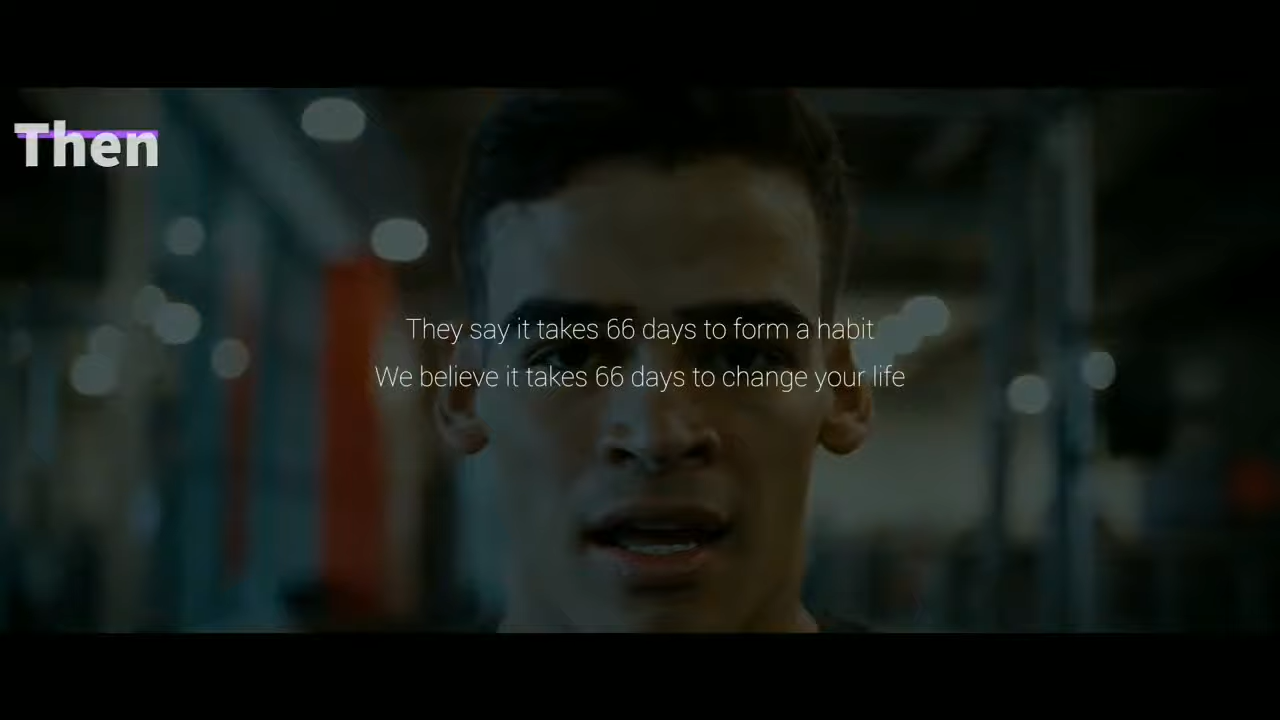 Then
They say it takes 66 days to form a habit
We believe it takes 66 days to change your life